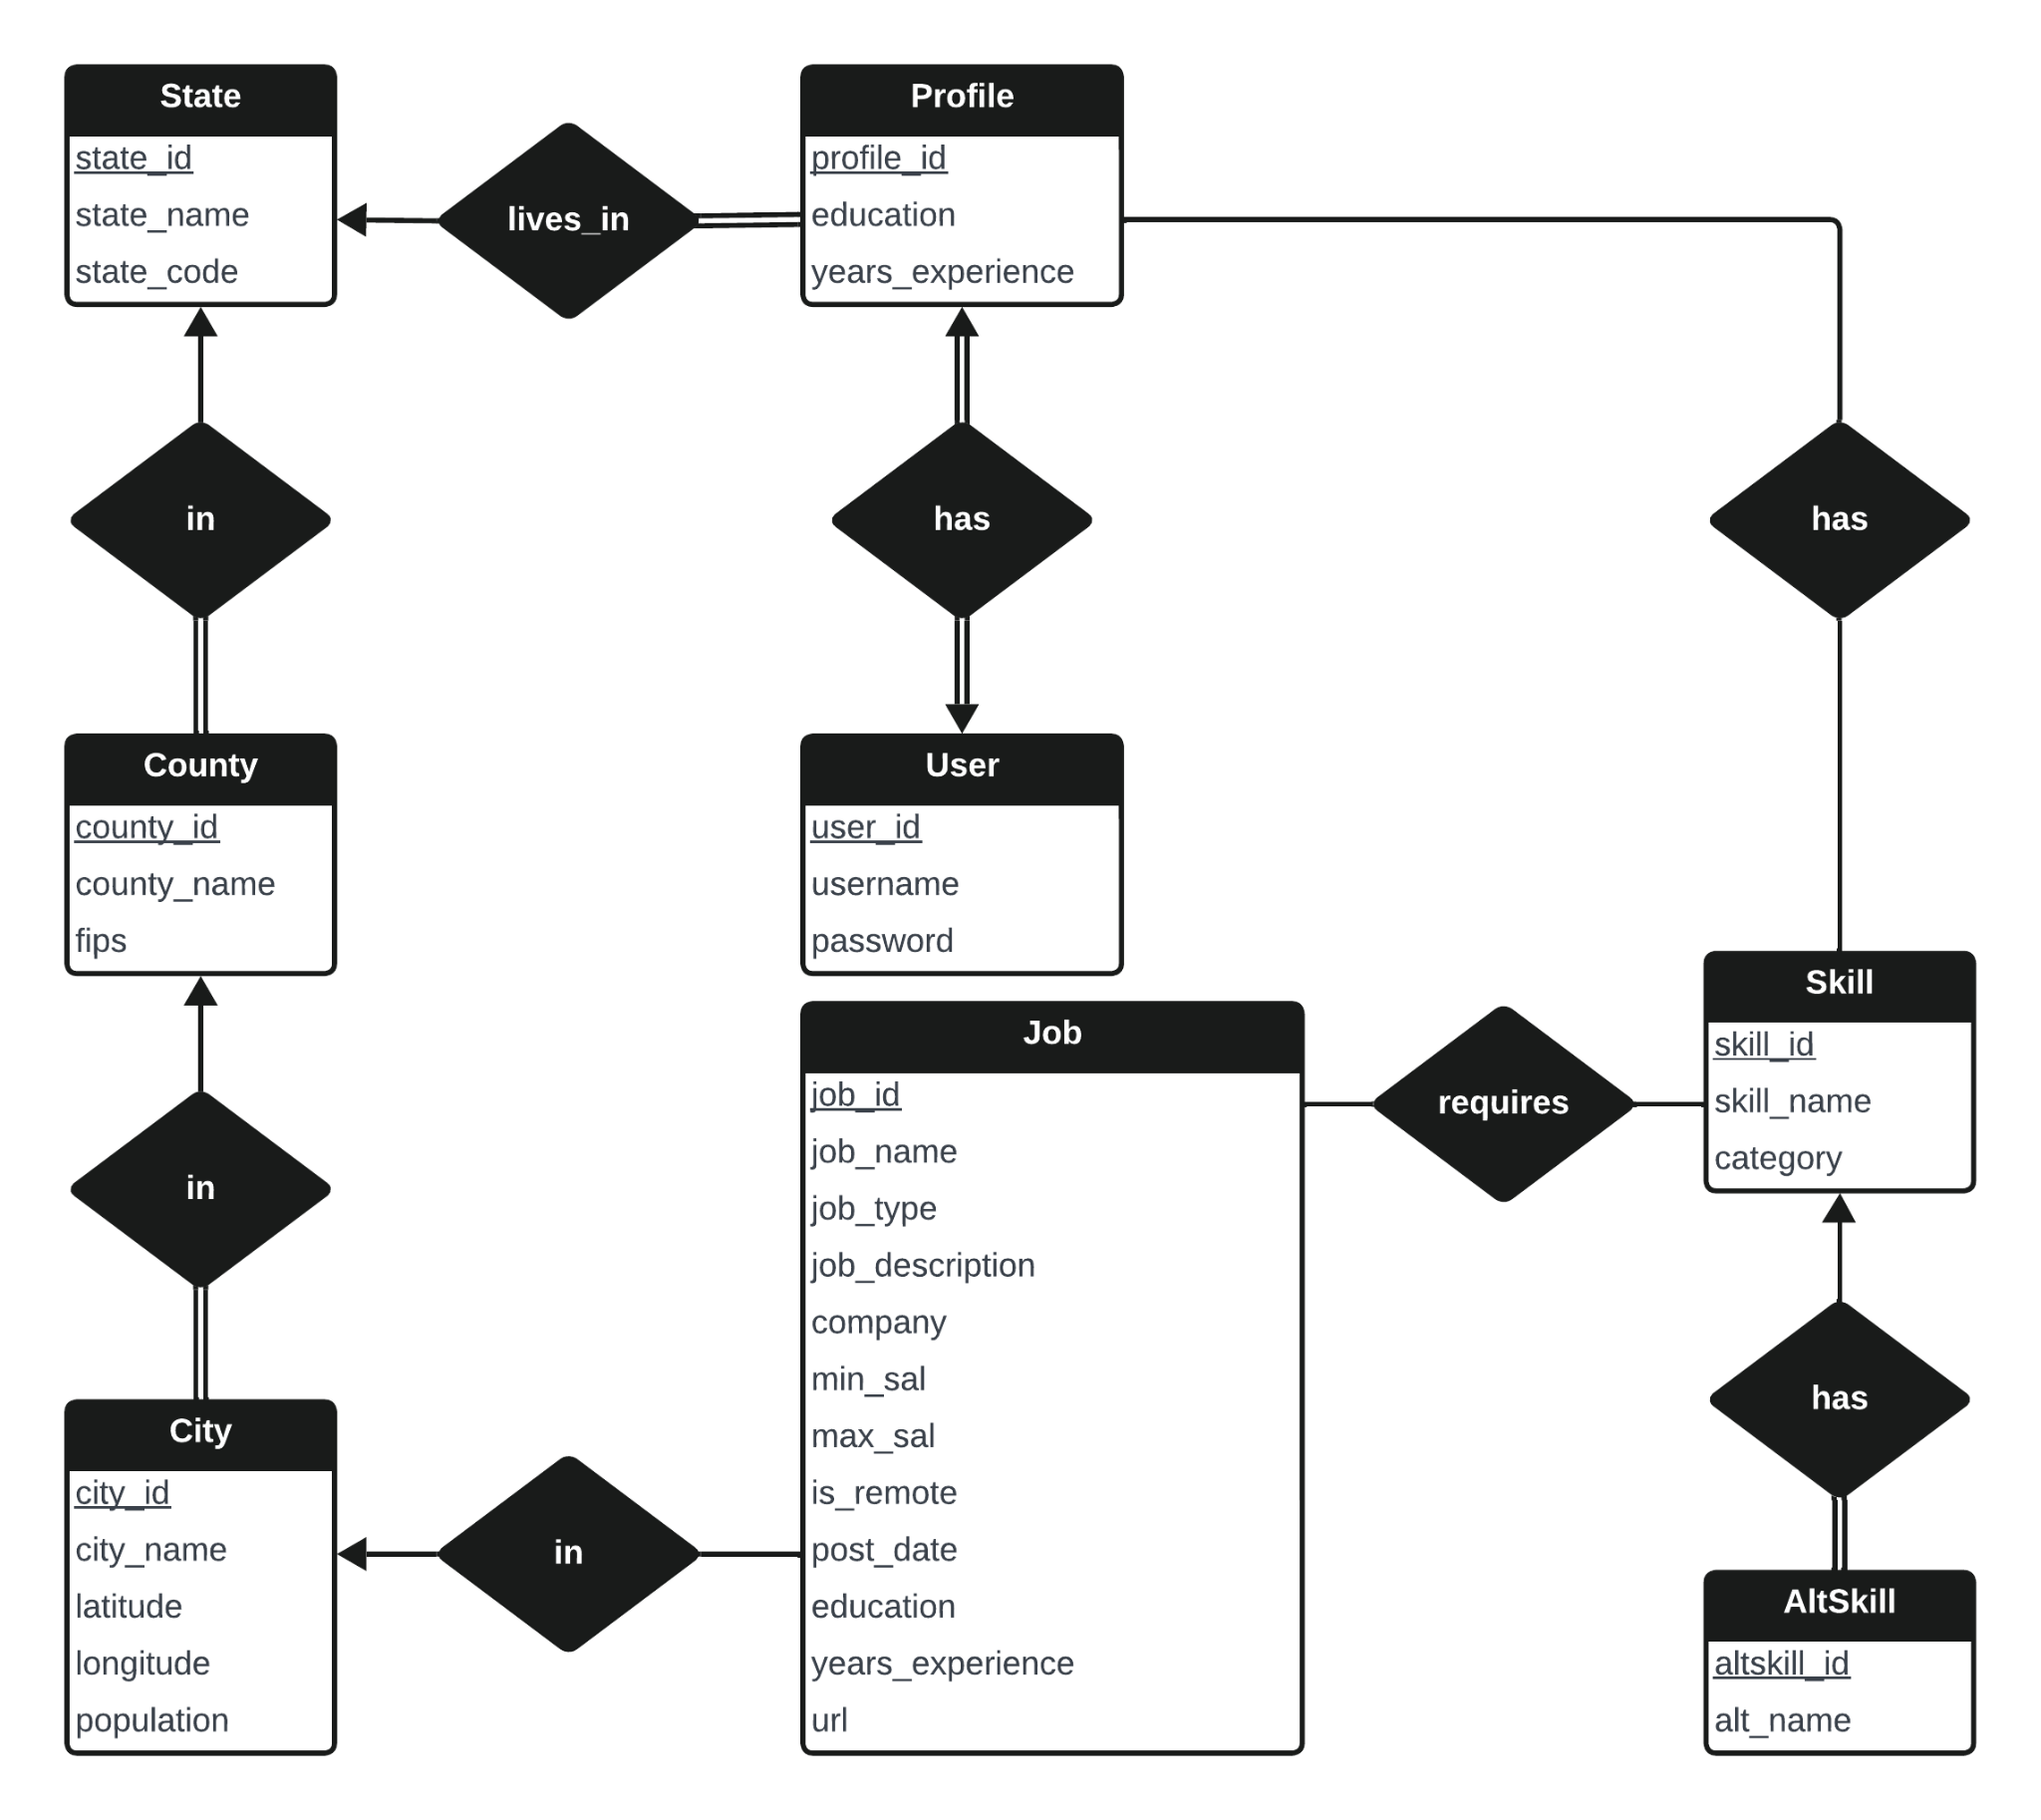 State
state_id
state_name
state_code
lives_in
Profile
profile_id
education
years_experience
in
has
has
County
county_id
county_name
fips
User
user_id
username
password
Skill
skill_id
skill_name
category
Job
job_id
job_name
job_type
job_description
company
min_sal
max_sal
is_remote
post_date
education
years_experience
url
requires
in
has
City
city_id
city_name
latitude
longitude
population
in
AltSkill
altskill_id
alt_name